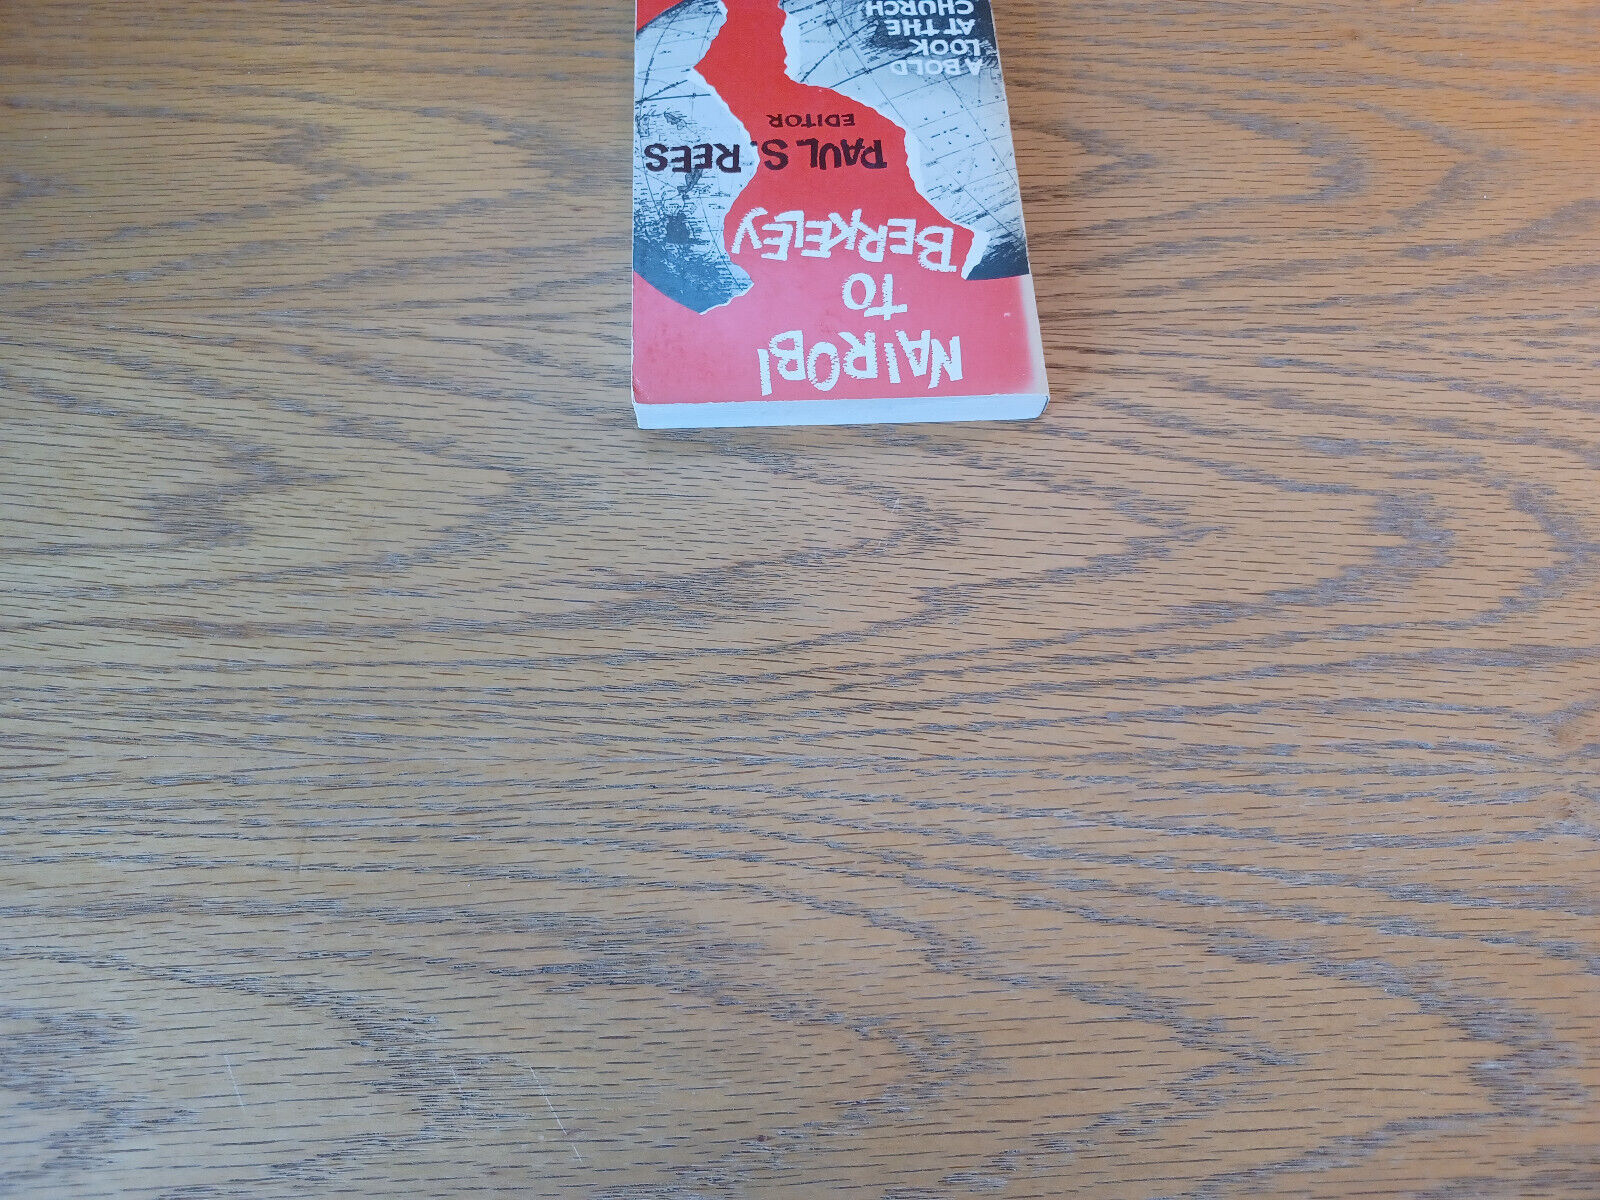 NAIROBI
TO
BERKELEY
PAUL S. REES
EDITOR
A BOLD
LOOK
AT THE
CHURCH